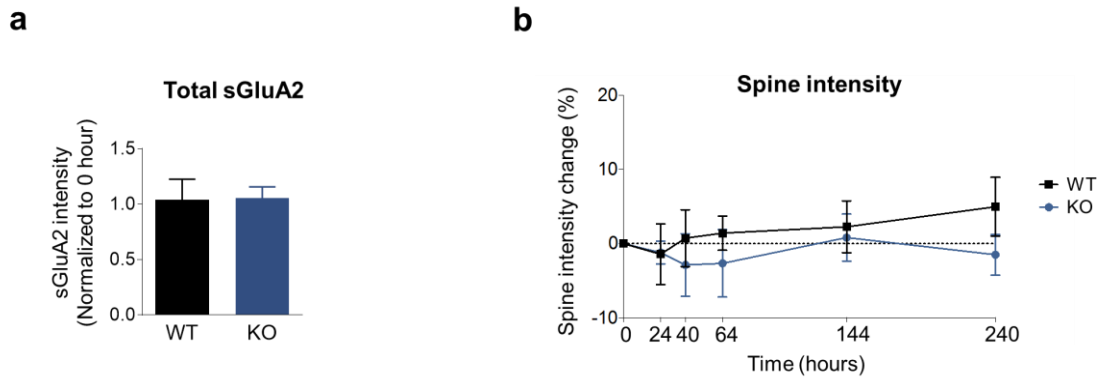 a
Total sGluA2
sGluA2 intensity
(Normalized to 0 hour)
1.5
1.0
0.5
0.0
WT
KO
b
Spine intensity
Spine intensity change (%)
20
10
0
-10
0 24 40 64 144 240
Time (hours)
WT
KO